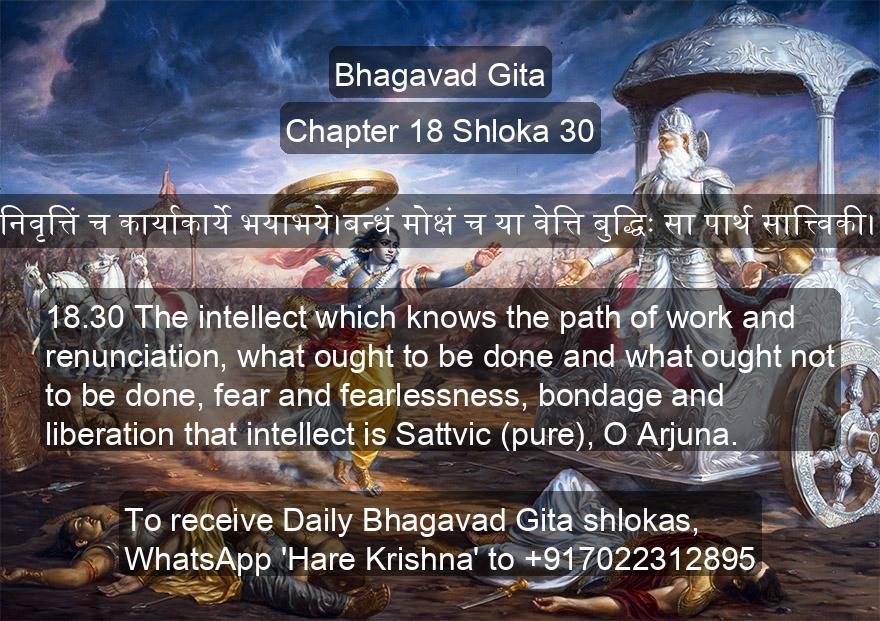 Bhagavad Gita
Chapter 18 Shloka 30
निवृत्तिं च कार्याकार्ये भयाभये।बन्धं मोक्षं च या वेत्ति बुद्धिः सा पार्थ सात्त्विकी।
18.30 The intellect which knows the path of work and
renunciation, what ought to be done and what ought not
to be done, fear and fearlessness, bondage and
liberation that intellect is Sattvic (pure), O Arjuna.
To receive Daily Bhagavad Gita shlokas,
WhatsApp 'Hare Krishna' to +917022312895